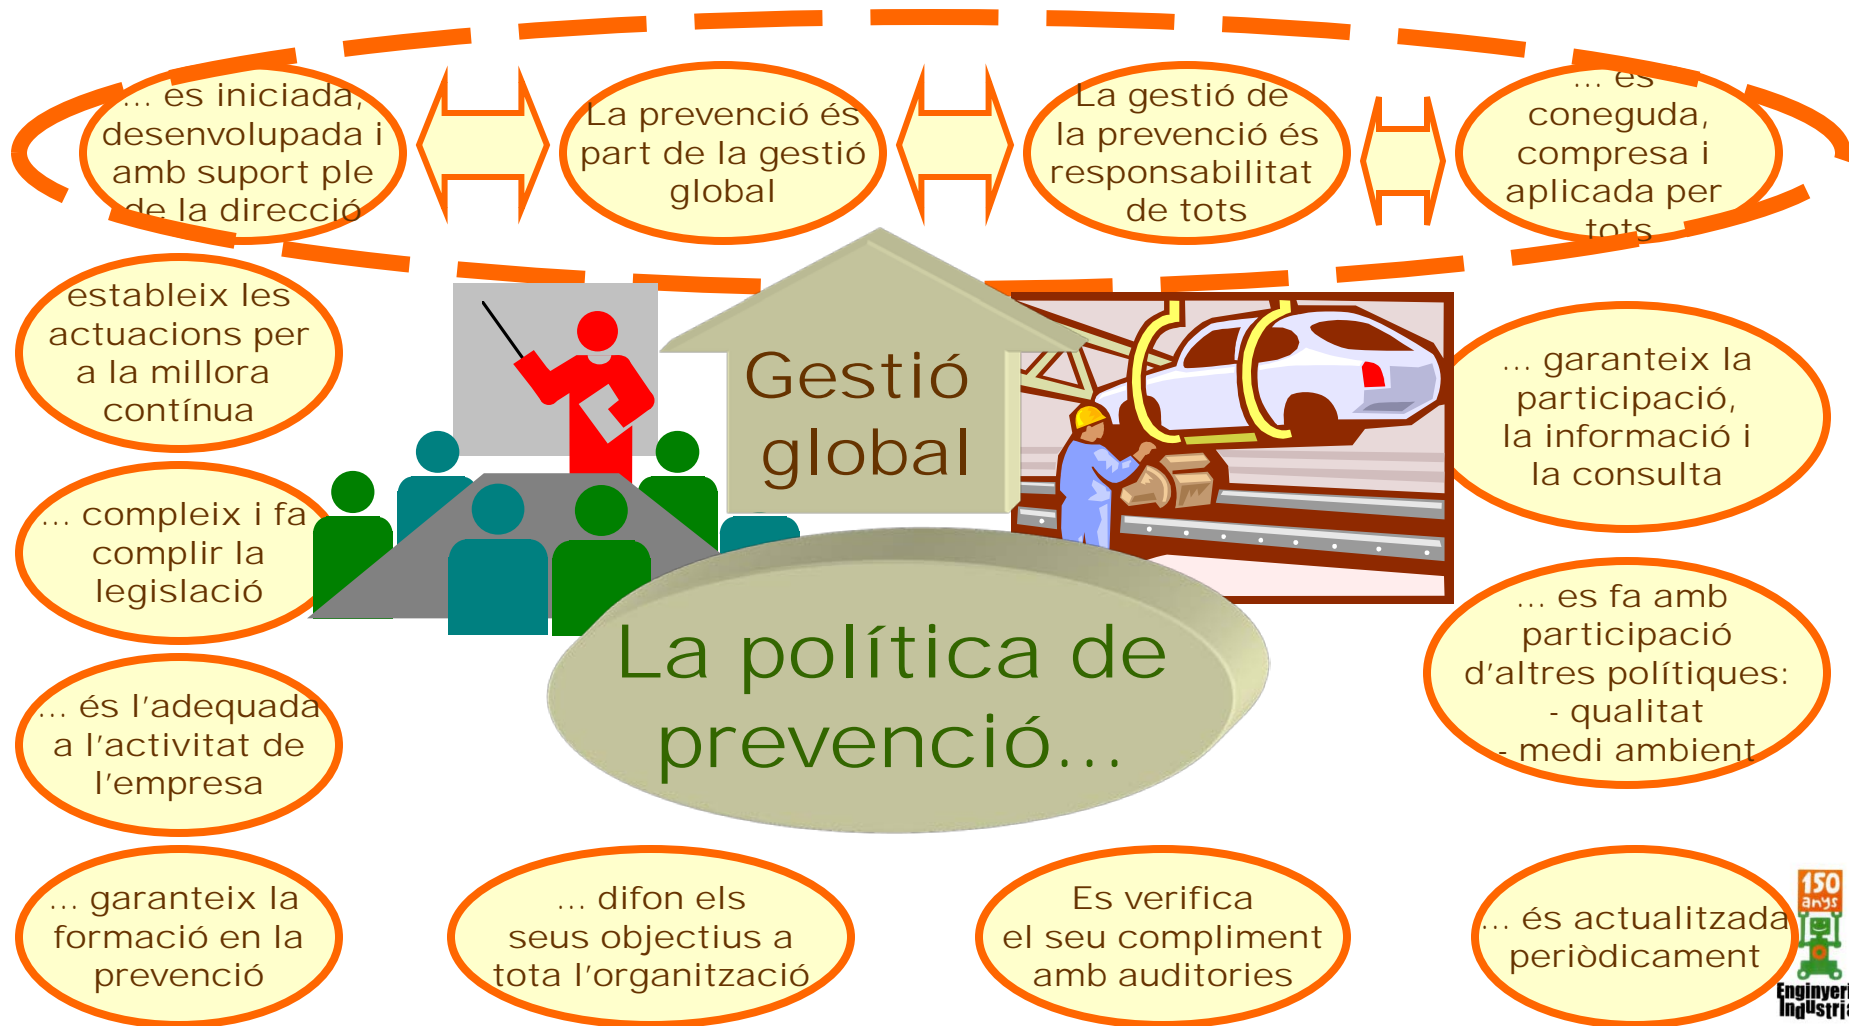 ... és iniciada,
desenvolupada i
amb suport ple
de la direcció
La prevenció és
part de la gestió
global
La gestió de
la prevenció és
responsabilitat
de tots
... és
coneguda,
compresa i
aplicada per
tots
estableix les
actuacions per
a la millora
contínua
... compleix i fa
complir la
legislació
... és l'adequada
a l'activitat de
l'empresa
... garanteix la
formació en la
prevenció
Gestió
global
La política de
prevenció...
... garanteix la
participació,
la informació i
la consulta
... es fa amb
participació
d'altres polítiques:
- qualitat
- medi ambient
... difon els
seus objectius a
tota l'organització
Es verifica
el seu compliment
amb auditories
... és actualitzada
periòdicament
150
anys
Enginyeri
Industria